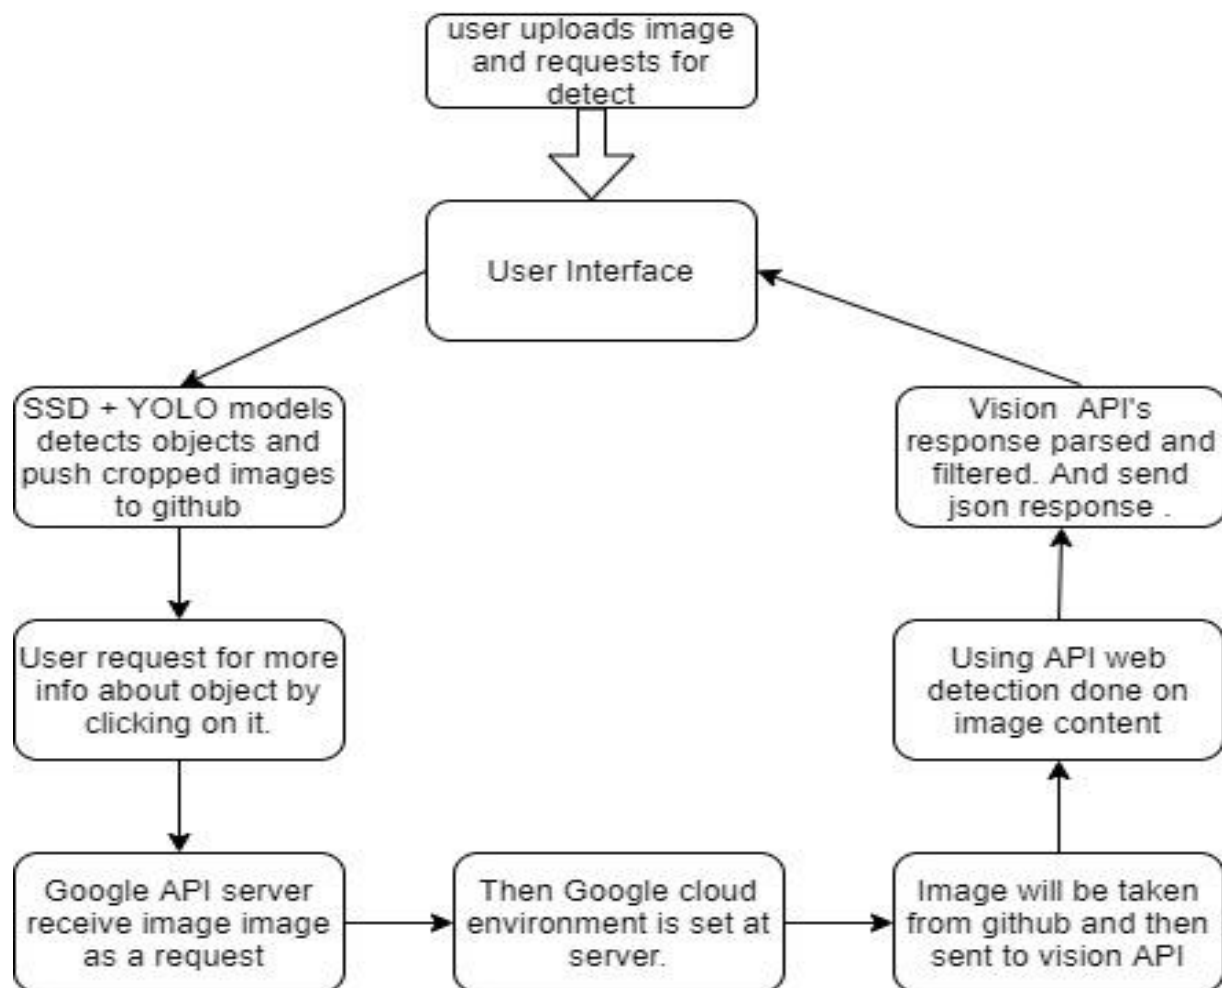 user uploads image
and requests for
detect
User Interface
SSD + YOLO models
detects objects and
push cropped images
to github
User request for more
info about object by
clicking on it.
Google API server
receive image image
as a request
Then Google cloud
environment is set at
server.
Image will be taken
from github and then
sent to vision API
Using API web
detection done on
image content
Vision API's
response parsed and
filtered. And send
json response .